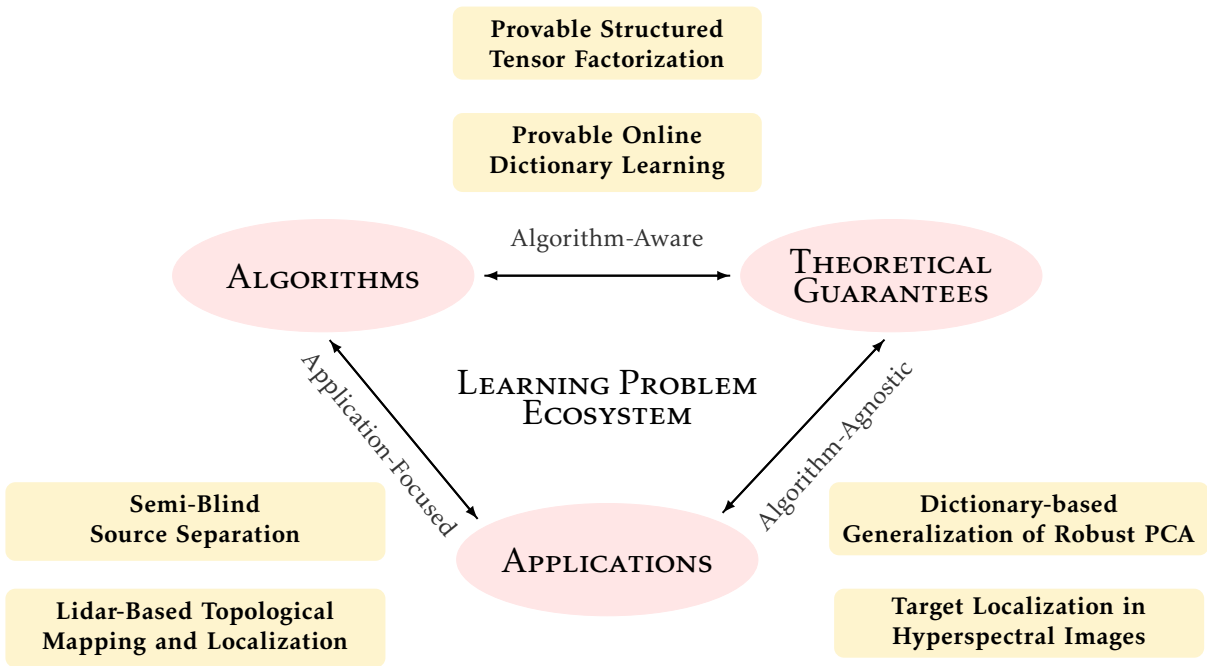 Provable Structured
Tensor Factorization
Provable Online
Dictionary Learning
Algorithm-Aware
Algorithms
Theoretical
Guarantees
Application-Focused
Learning Problem
Ecosystem
Algorithm-Agnostic
Semi-Blind
Source Separation
Applications
Dictionary-based
Generalization of Robust PCA
Lidar-Based Topological
Mapping and Localization
Target Localization in
Hyperspectral Images